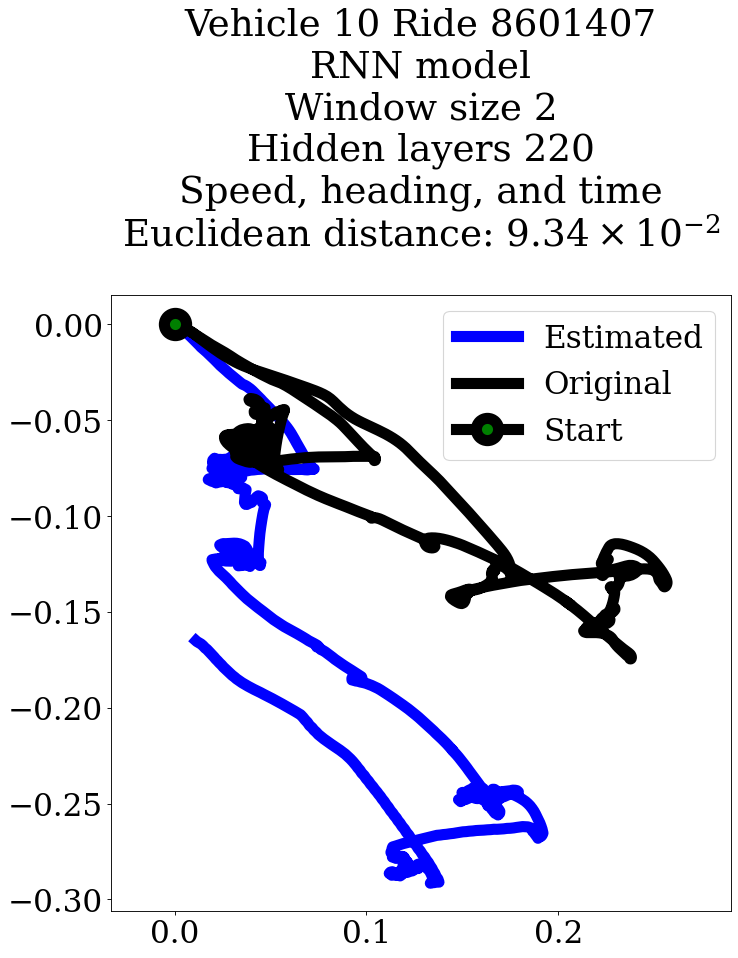 Vehicle 10 Ride 8601407
RNN model
Window size 2
Hidden layers 220
Speed, heading, and time
Euclidean distance: 9.34 × 10⁻²
Estimated
Original
Start
0.00
−0.05
−0.10
−0.15
−0.20
−0.25
−0.30
0.0 0.1 0.2